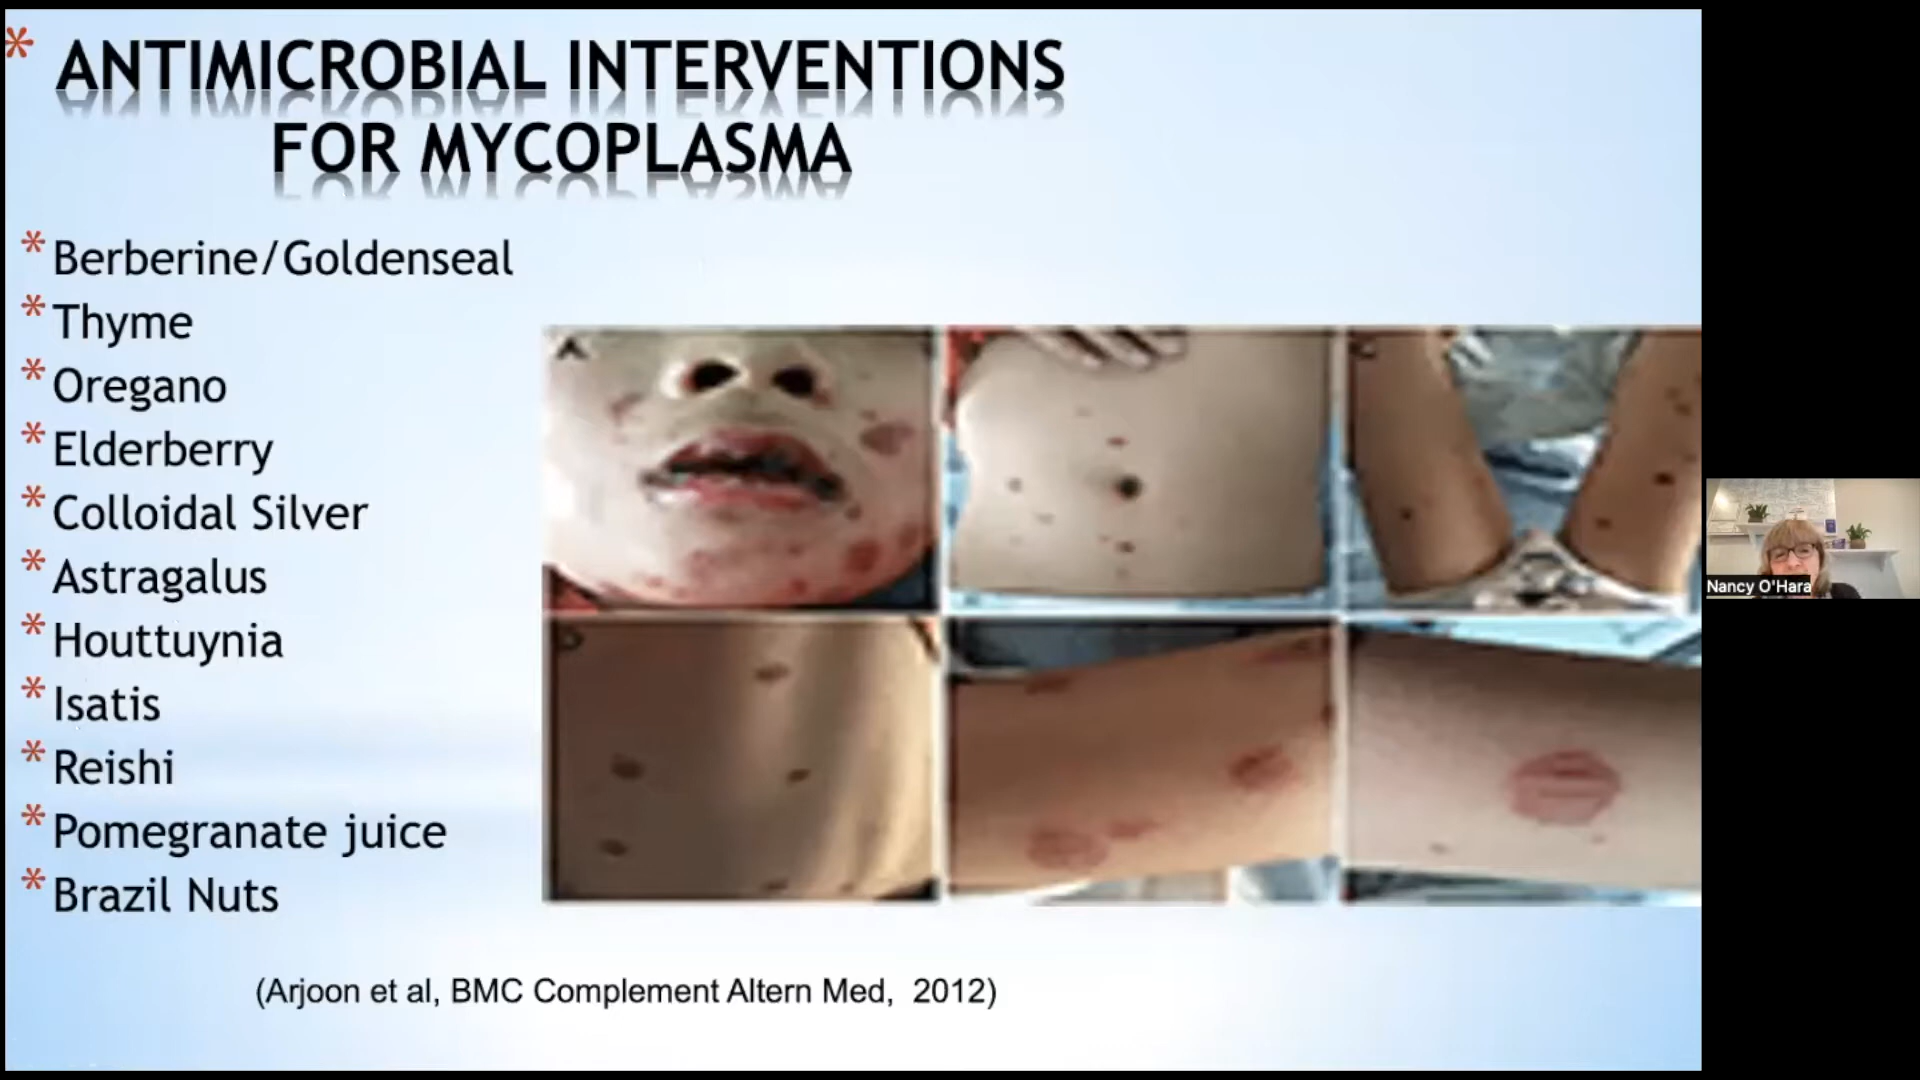 * ANTIMICROBIAL INTERVENTIONS
FOR MYCOPLASMA
* Berberine/Goldenseal
* Thyme
* Oregano
* Elderberry
* Colloidal Silver
* Astragalus
* Houttuynia
* Isatis
* Reishi
* Pomegranate juice
* Brazil Nuts
A
C
D
(Arjoon et al, BMC Complement Altern Med, 2012)
Nancy O'Hara